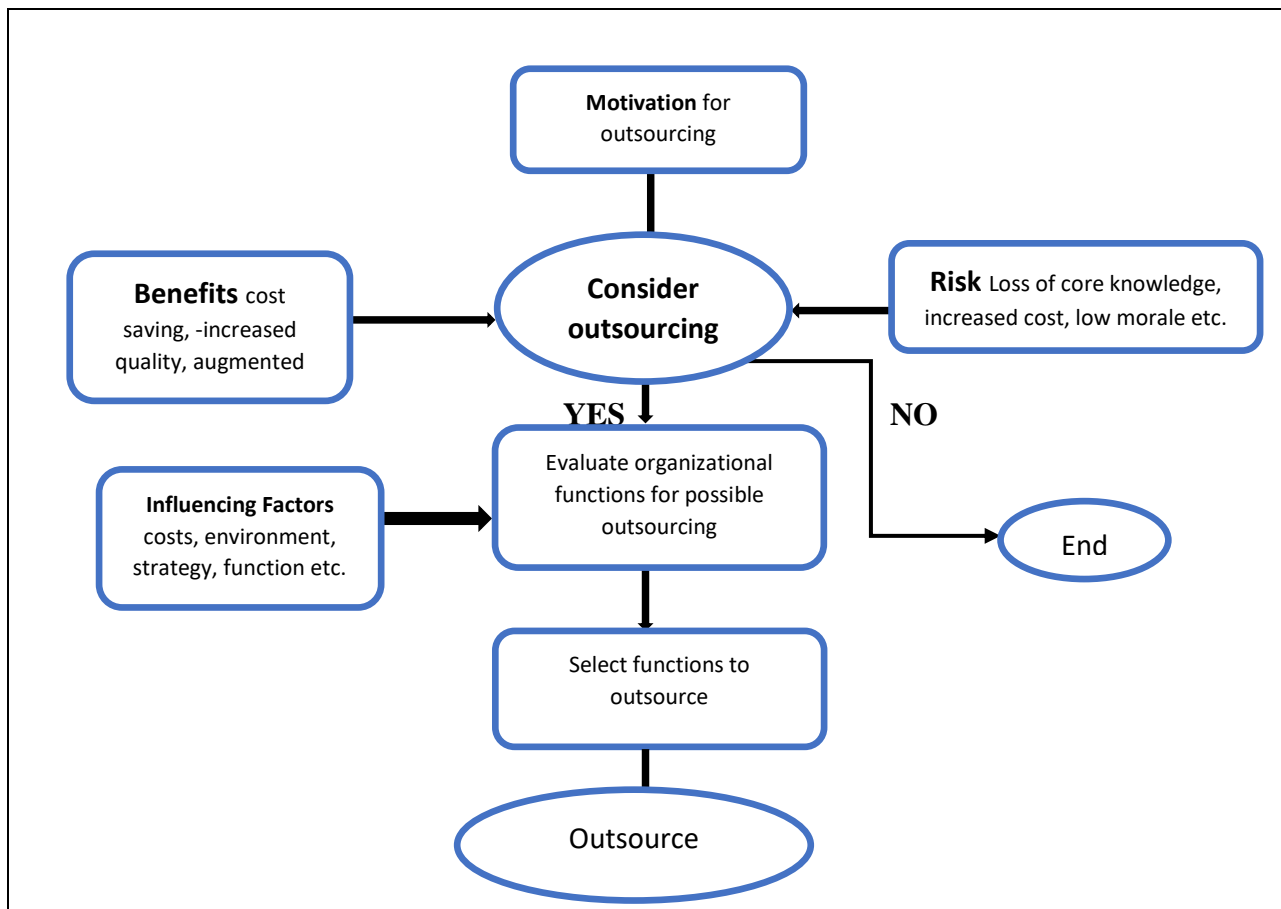 Motivation for
outsourcing
Benefits cost
saving, -increased
quality, augmented
Consider
outsourcing
Risk Loss of core knowledge,
increased cost, low morale etc.
YES
NO
Evaluate organizational
functions for possible
outsourcing
Influencing Factors
costs, environment,
strategy, function etc.
End
Select functions to
outsource
Outsource